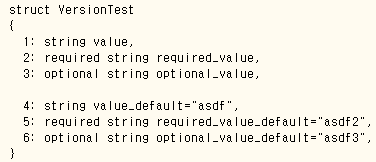 struct VersionTest
{
1: string value,
2: required string required_value,
3: optional string optional_value,
4: string value_default="asdf",
5: required string required_value_default="asdf2",
6: optional string optional_value_default="asdf3",
}